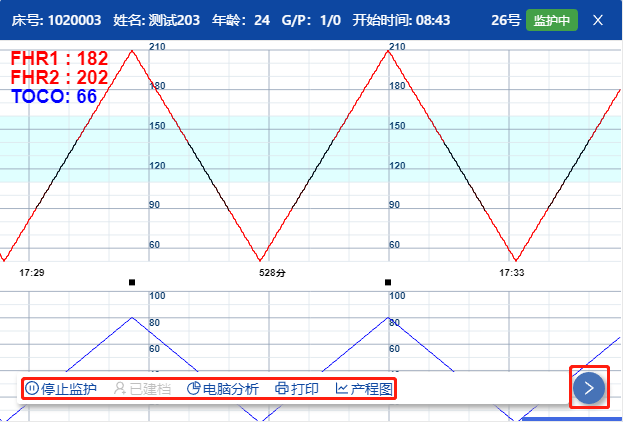 床号: 1020003 姓名: 测试203 年龄: 24 G/P: 1/0 开始时间: 08:43 26号 监护中 X
FHR1 : 182
FHR2 : 202
TOCO: 66
210 210
180 180
150 150
120 120
90 90
60 60
17:29 528分 17:33
100 100
80 80
60 60
停止监护 已建档 电脑分析 打印 产程图